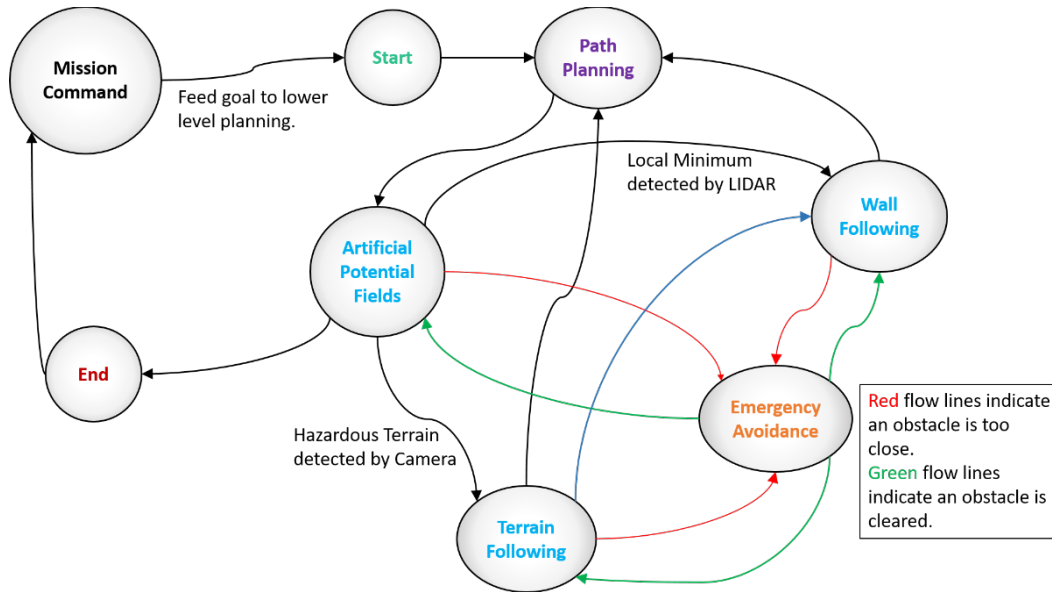 Mission
Command
Start
Path
Planning
Feed goal to lower
level planning.
Local Minimum
detected by LIDAR
Wall
Following
Artificial
Potential
Fields
End
Emergency
Avoidance
Red flow lines indicate
an obstacle is too
close.
Green flow lines
indicate an obstacle is
cleared.
Hazardous Terrain
detected by Camera
Terrain
Following